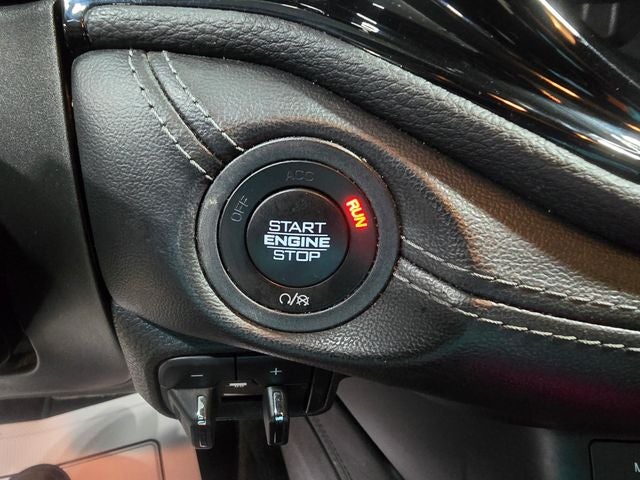 ACC
OFF
RUN
START
ENGINE
STOP
- +
M